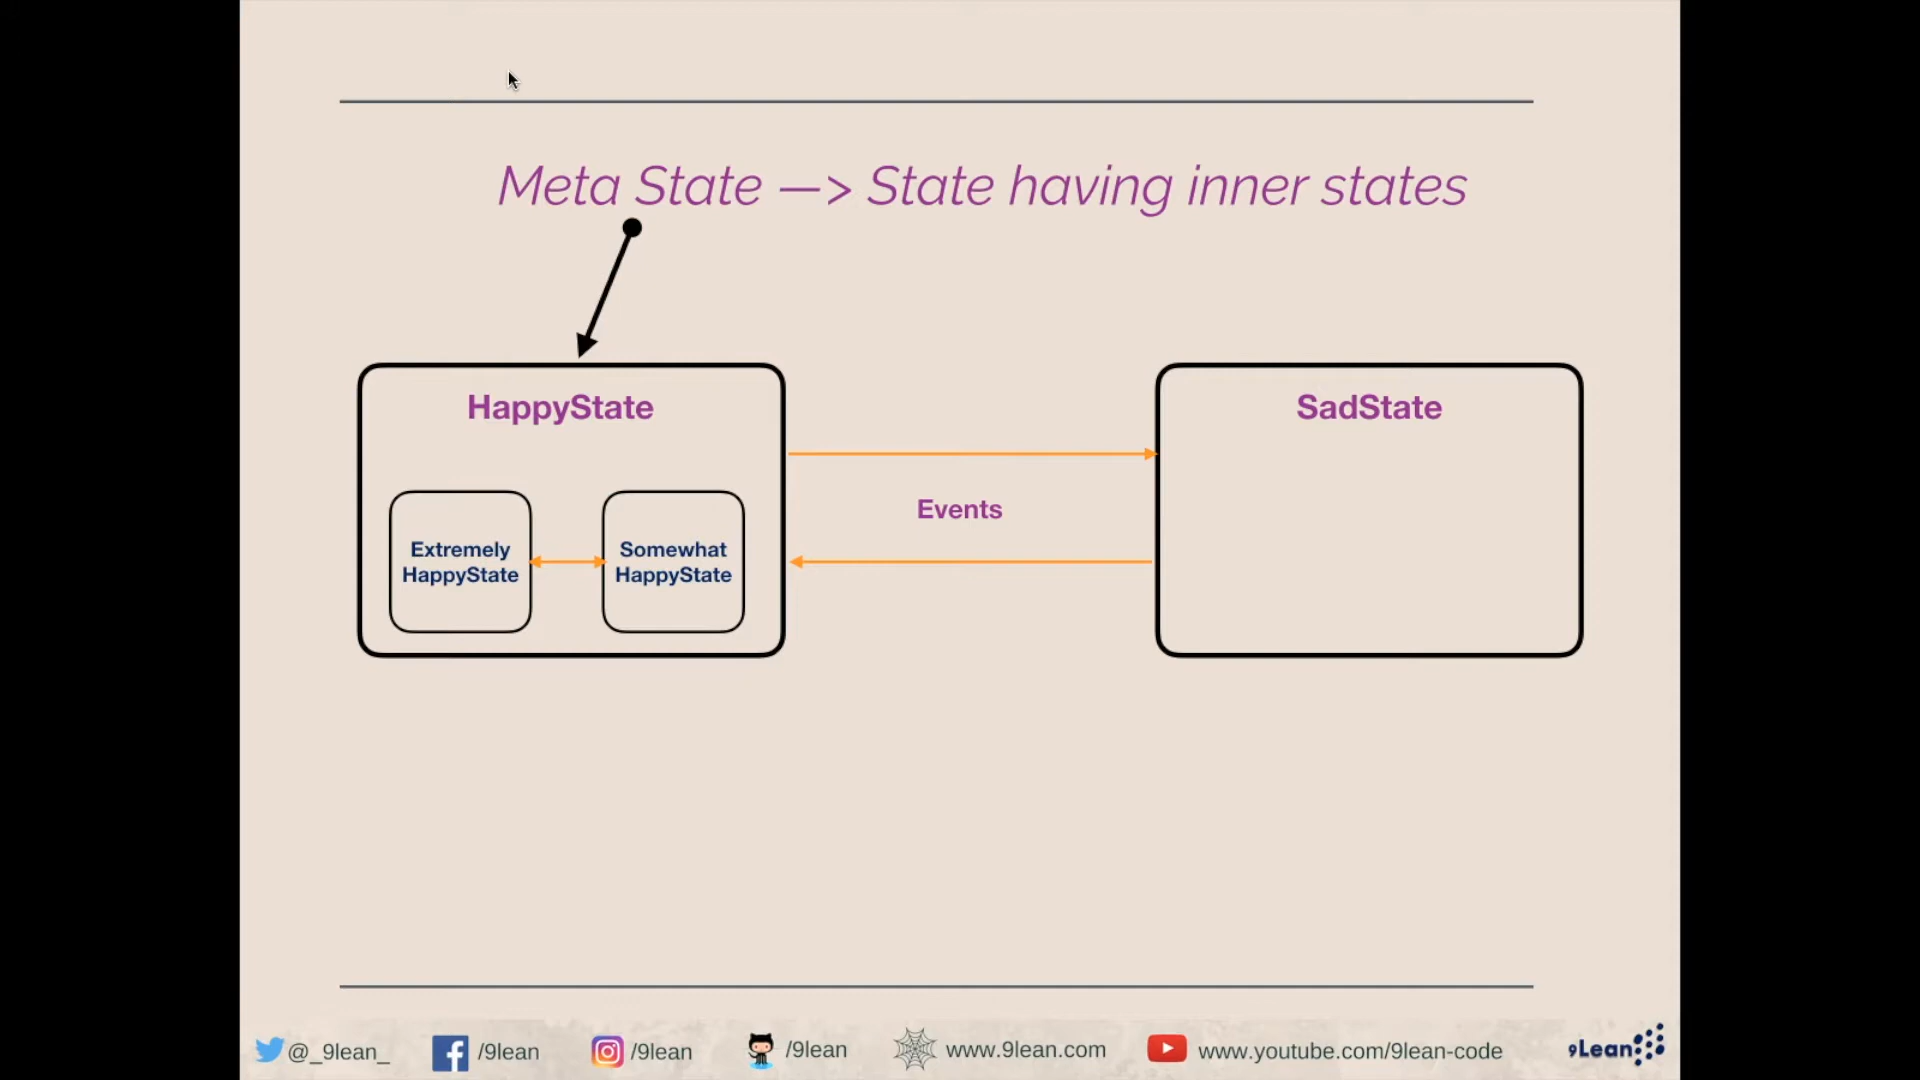 Meta State —> State having inner states
HappyState
SadState
Events
Extremely
HappyState
Somewhat
HappyState
@_9lean_
/9lean
/9lean
/9lean
www.9lean.com
www.youtube.com/9lean-code
9Lean